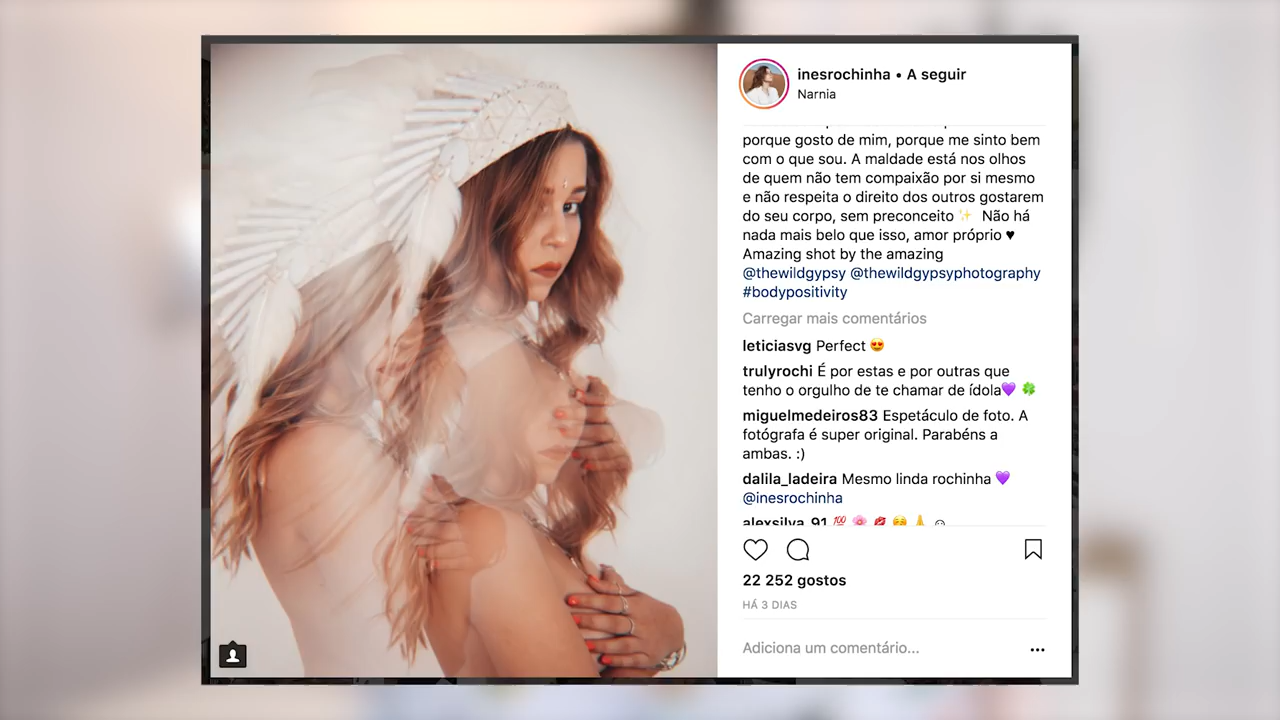 inesrochinha • A seguir
Narnia
porque gosto de mim, porque me sinto bem
com o que sou. A maldade está nos olhos
de quem não tem compaixão por si mesmo
e não respeita o direito dos outros gostarem
do seu corpo, sem preconceito ✨ Não há
nada mais belo que isso, amor próprio ♥
Amazing shot by the amazing
@thewildgypsy @thewildgypsyphotography
#bodypositivity
Carregar mais comentários
leticiasvg Perfect 😍
trulyrochi É por estas e por outras que
tenho o orgulho de te chamar de ídola💜 🍀
miguelmedeiros83 Espetáculo de foto. A
fotógrafa é super original. Parabéns a
ambas. :)
dalila_ladeira Mesmo linda rochinha 💜
@inesrochinha
alexsilva_91 💯 🌸 💋 🤗 🙏 ☺
22 252 gostos
HÁ 3 DIAS
Adiciona um comentário...